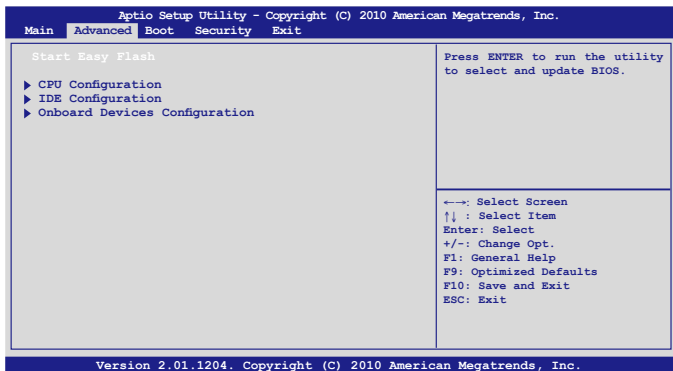 Aptio Setup Utility - Copyright (C) 2010 American Megatrends, Inc.
Main Advanced Boot Security Exit
Start Easy Flash
CPU Configuration
IDE Configuration
Onboard Devices Configuration
Press ENTER to run the utility
to select and update BIOS.
←→: Select Screen
↑↓ : Select Item
Enter: Select
+/-: Change Opt.
F1: General Help
F9: Optimized Defaults
F10: Save and Exit
ESC: Exit
Version 2.01.1204. Copyright (C) 2010 American Megatrends, Inc.